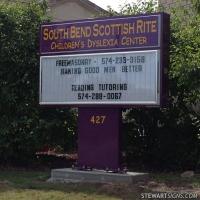 South Bend Scottish Rite
Children's Dyslexia Center
FREEMASONRY - 574-233-3158
MAKING GOOD MEN BETTER
READING TUTORING
574-288-0067
427
STEWARTSIGNS.COM